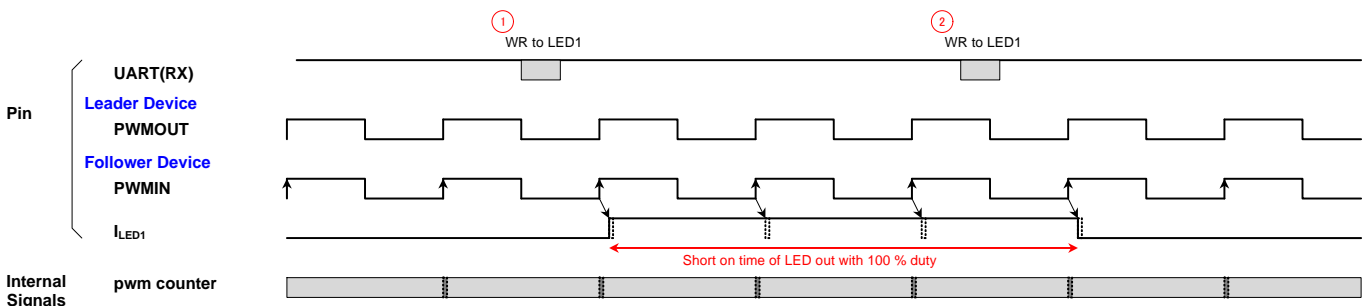 1
2
WR to LED1
WR to LED1
UART(RX)
Pin
Leader Device
PWMOUT
Follower Device
PWMIN
ILED1
Short on time of LED out with 100 % duty
Internal
Signals
pwm counter